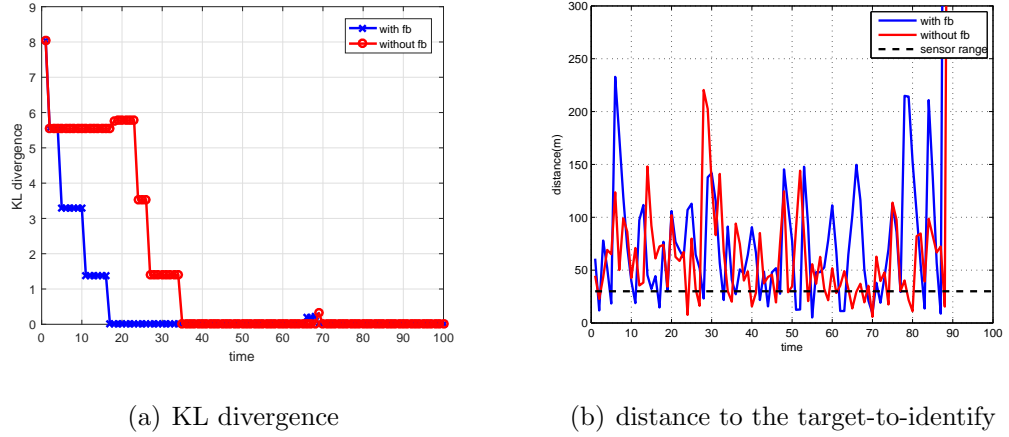 9
8
7
6
5
4
3
2
1
0
0 10 20 30 40 50 60 70 80 90 100
KL divergence
time
with fb
without fb
300
250
200
150
100
50
0
0 10 20 30 40 50 60 70 80 90 100
distance(m)
time
with fb
without fb
sensor range
(a) KL divergence
(b) distance to the target-to-identify